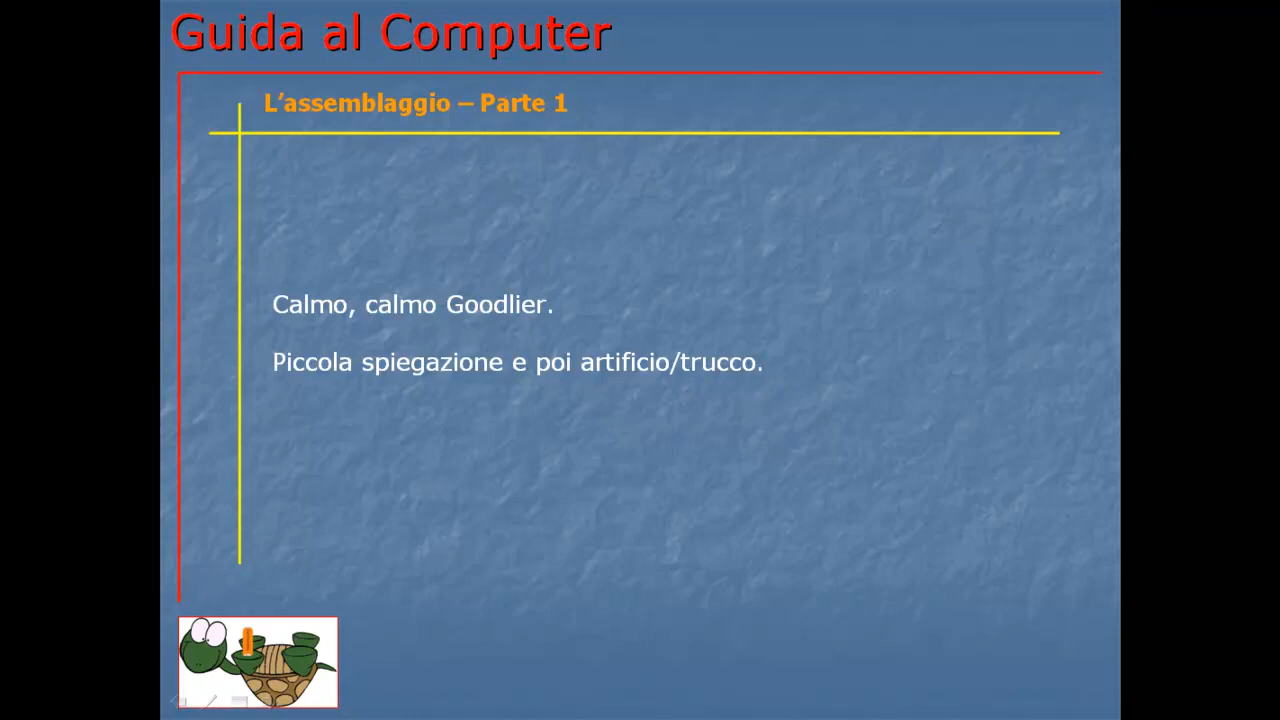 Guida al Computer
L’assemblaggio – Parte 1
Calmo, calmo Goodlier.
Piccola spiegazione e poi artificio/trucco.